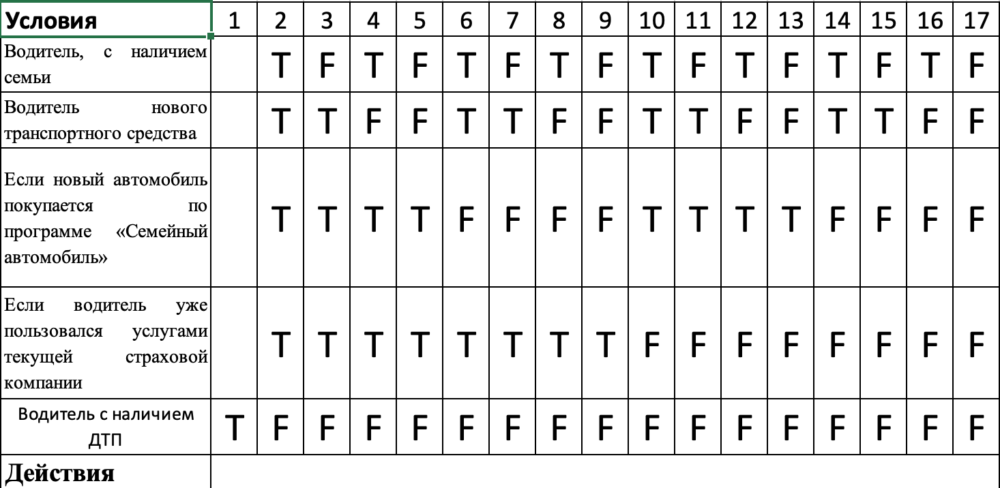 Условия 1 2 3 4 5 6 7 8 9 10 11 12 13 14 15 16 17
Водитель, с наличием
семьи
T F T F T F T F T F T F T F T F
Водитель нового
транспортного средства
T T F F T T F F T T F F T T F F
Если новый автомобиль
покупается по
программе «Семейный
автомобиль»
T T T T F F F F T T T T F F F F
Если водитель уже
пользовался услугами
текущей страховой
компании
T T T T T T T T F F F F F F F F
Водитель с наличием
ДТП
T F F F F F F F F F F F F F F F F
Действия